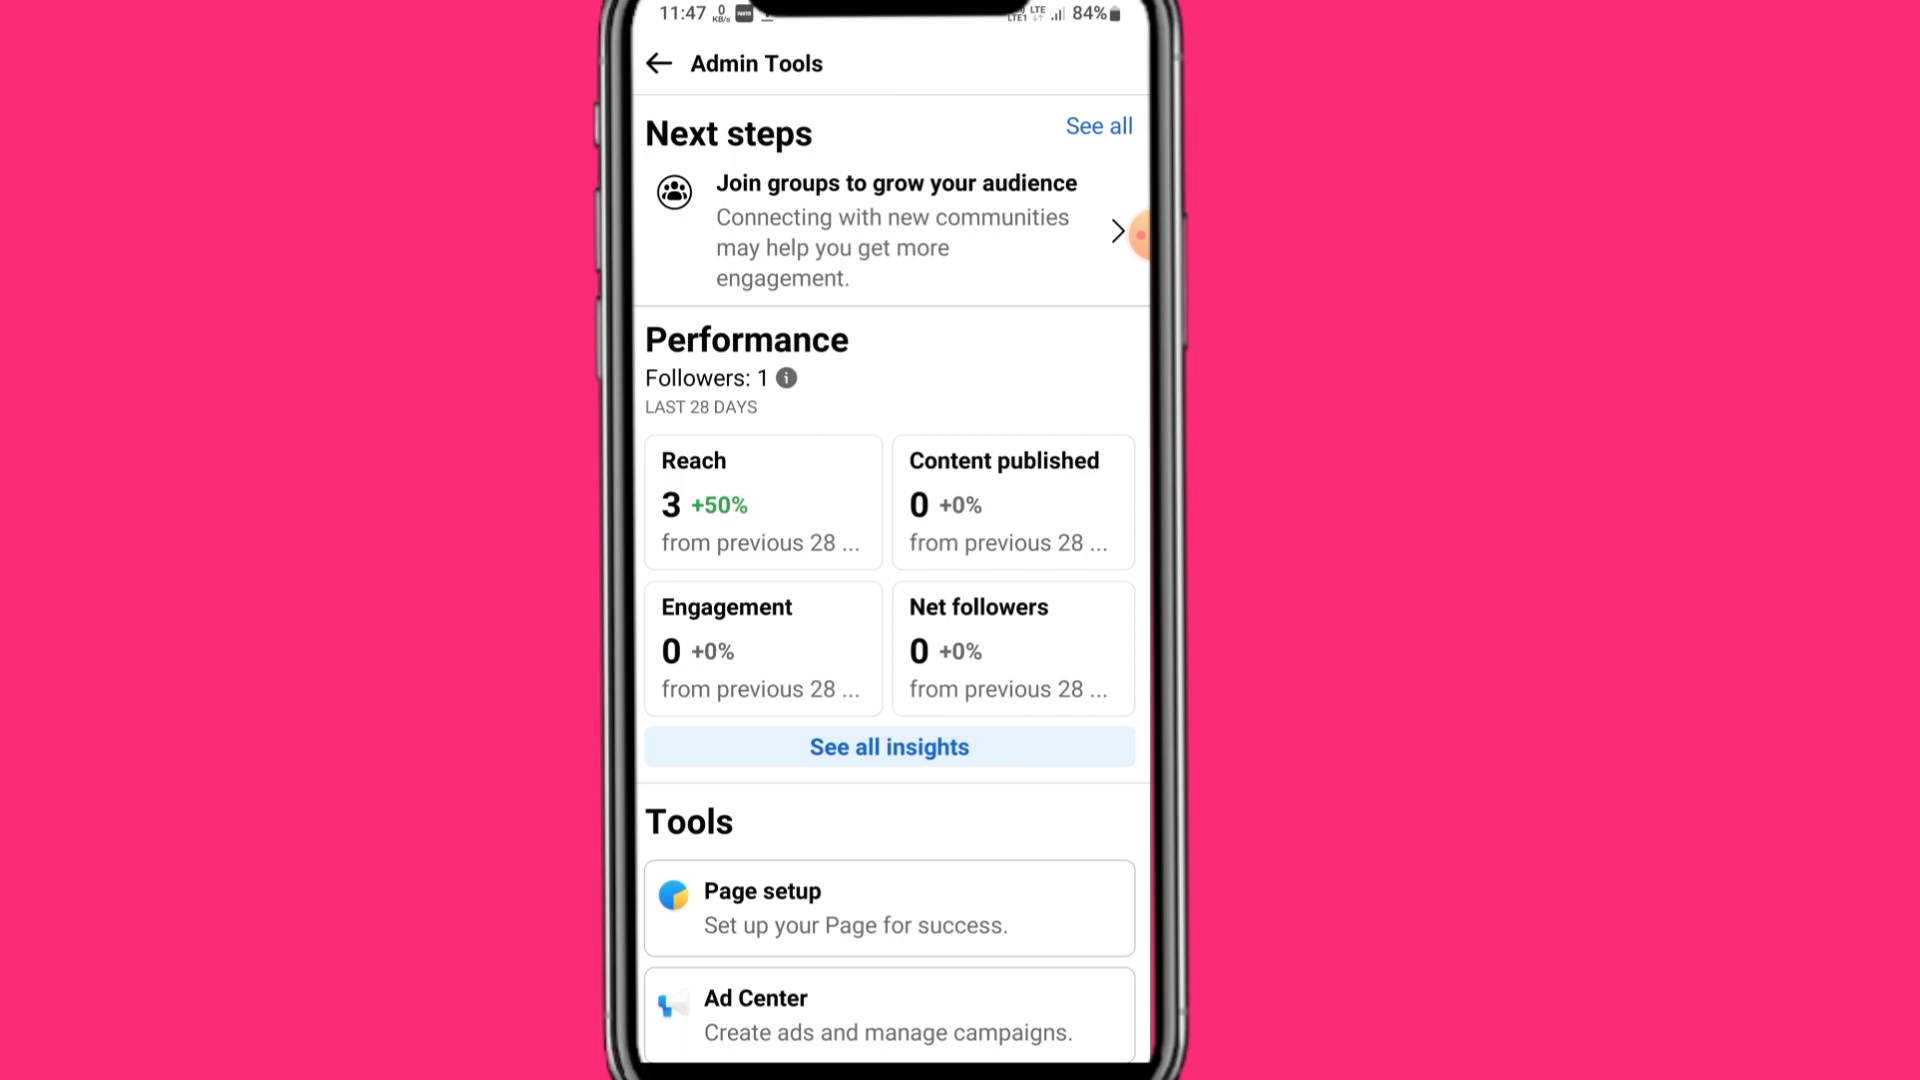 11:47 0 KB/s LTE1 LTE 84%
Admin Tools
Next steps
See all
Join groups to grow your audience
Connecting with new communities
may help you get more
engagement.
Performance
Followers: 1
LAST 28 DAYS
Reach
3 +50%
from previous 28 ...
Content published
0 +0%
from previous 28 ...
Engagement
0 +0%
from previous 28 ...
Net followers
0 +0%
from previous 28 ...
See all insights
Tools
Page setup
Set up your Page for success.
Ad Center
Create ads and manage campaigns.